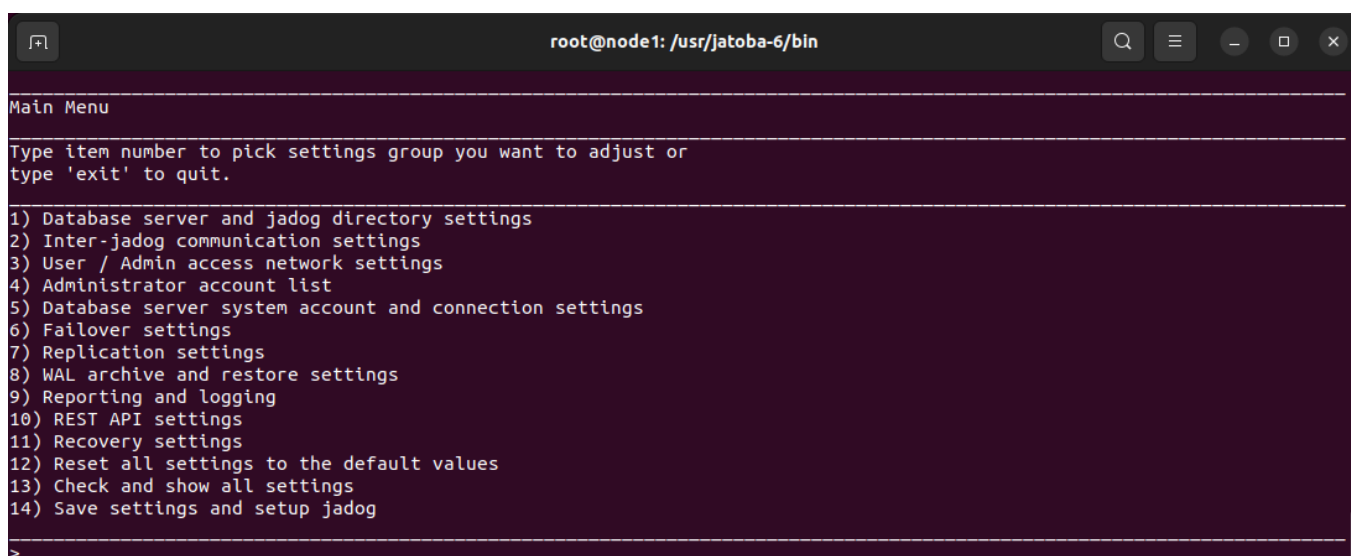 root@node1: /usr/jatoba-6/bin
Main Menu
Type item number to pick settings group you want to adjust or
type 'exit' to quit.
1) Database server and jadog directory settings
2) Inter-jadog communication settings
3) User / Admin access network settings
4) Administrator account list
5) Database server system account and connection settings
6) Failover settings
7) Replication settings
8) WAL archive and restore settings
9) Reporting and logging
10) REST API settings
11) Recovery settings
12) Reset all settings to the default values
13) Check and show all settings
14) Save settings and setup jadog
>